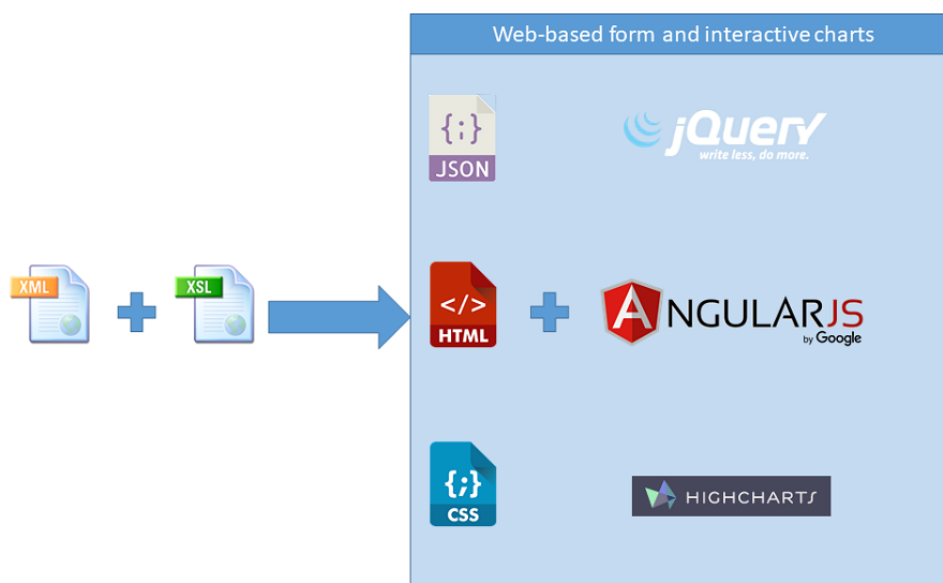 Web-based form and interactive charts
{:}
JSON
jQuery
write less, do more.
XML
XSL
</>
HTML
ANGULARJS
by Google
{;}
CSS
HIGHCHARTS